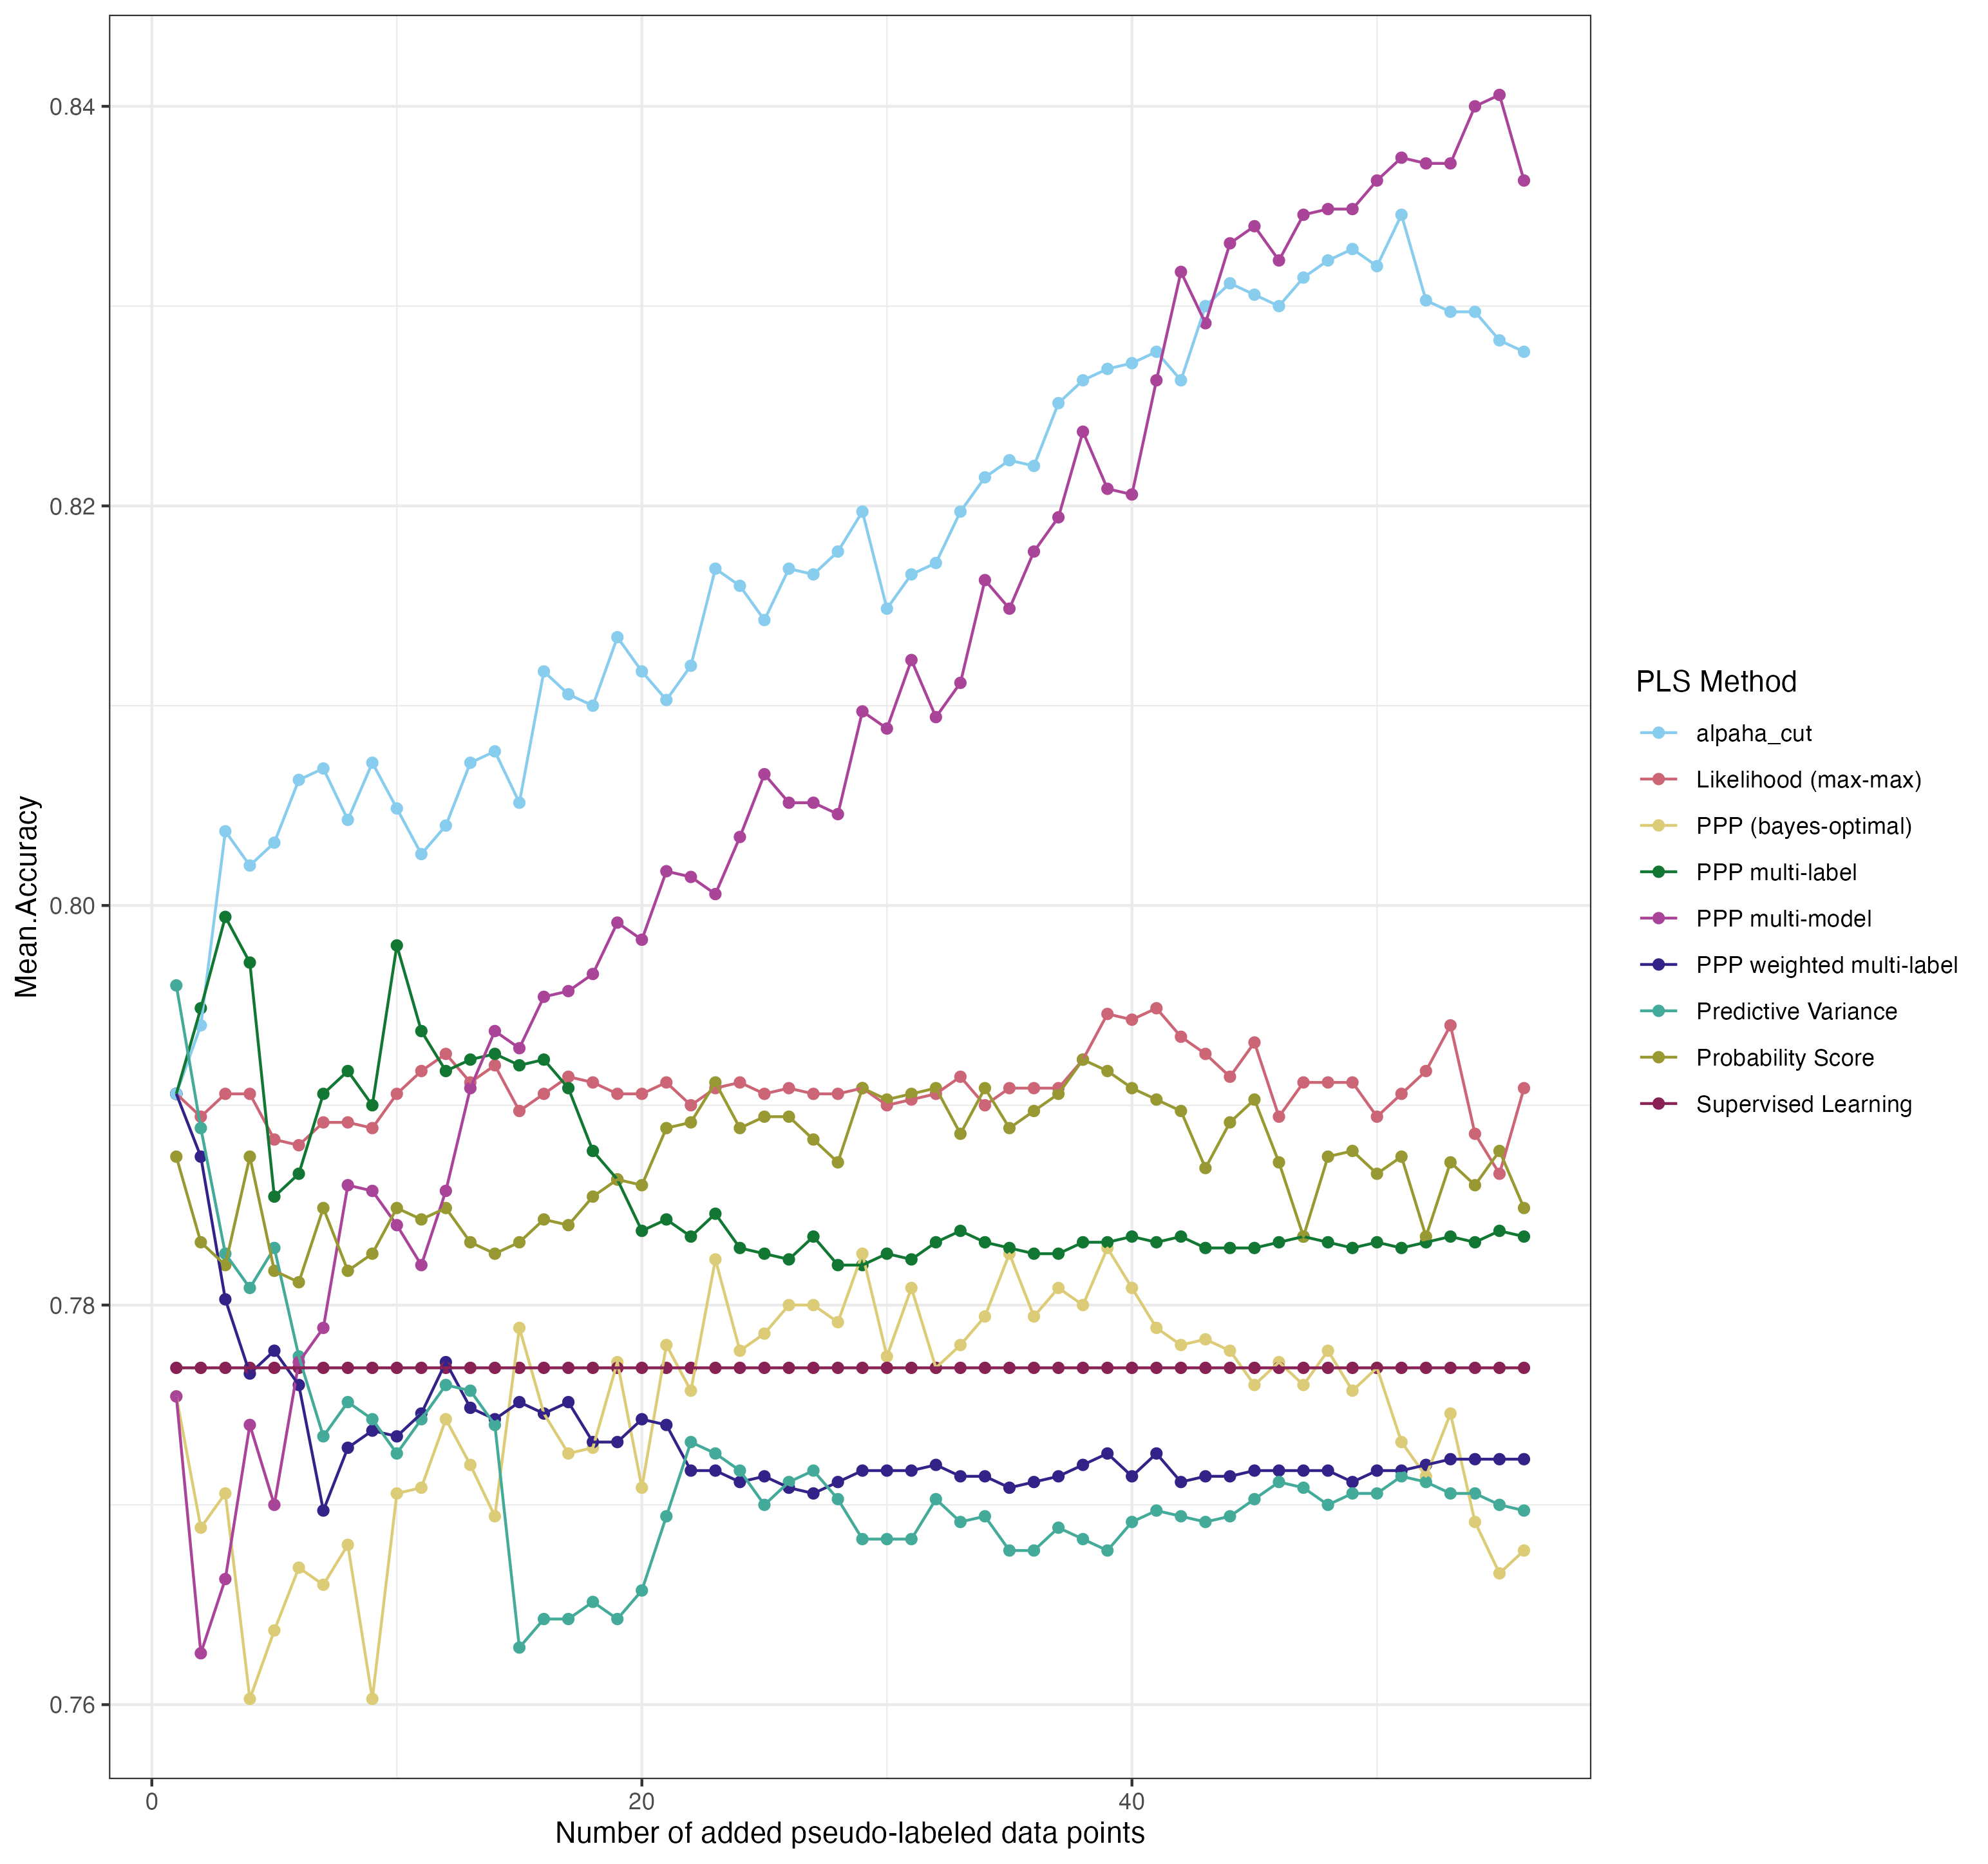 0.84
0.82
0.80
0.78
0.76
Mean.Accuracy
0
20
40
Number of added pseudo-labeled data points
PLS Method
alpaha_cut
Likelihood (max-max)
PPP (bayes-optimal)
PPP multi-label
PPP multi-model
PPP weighted multi-label
Predictive Variance
Probability Score
Supervised Learning